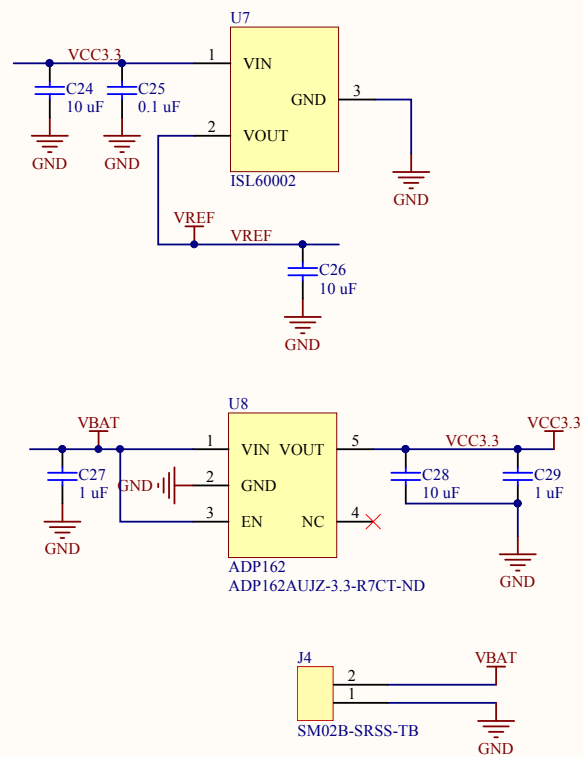 U7
VCC3.3
1
VIN
C24
10 uF
C25
0.1 uF
GND
3
2
VOUT
GND
GND
GND
ISL60002
VREF
VREF
C26
10 uF
GND
U8
VBAT
VCC3.3
1
VIN
VOUT
5
VCC3.3
C27
1 uF
GND
2
GND
C28
10 uF
C29
1 uF
3
EN
NC
4
GND
ADP162
ADP162AUJZ-3.3-R7CT-ND
GND
J4
VBAT
2
1
SM02B-SRSS-TB
GND